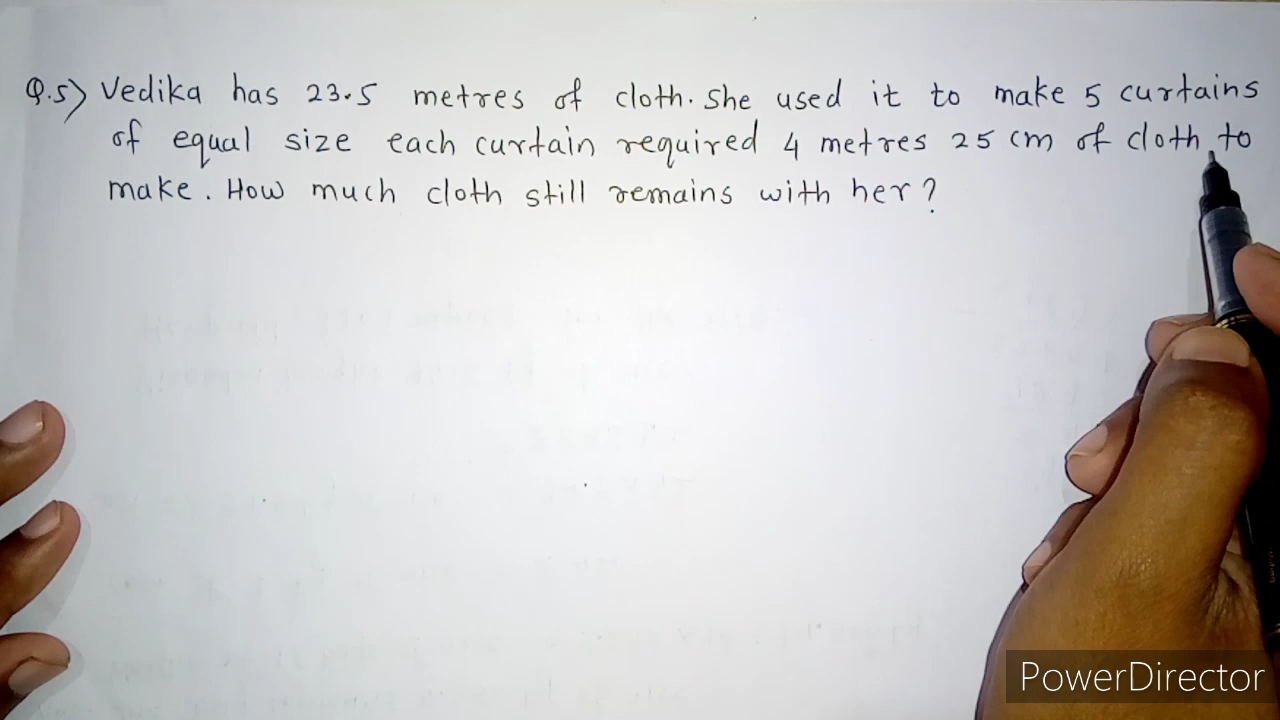 Q.5) Vedika has 23.5 metres of cloth. She used it to make 5 curtains
of equal size each curtain required 4 metres 25 cm of cloth to
make. How much cloth still remains with her?
PowerDirector